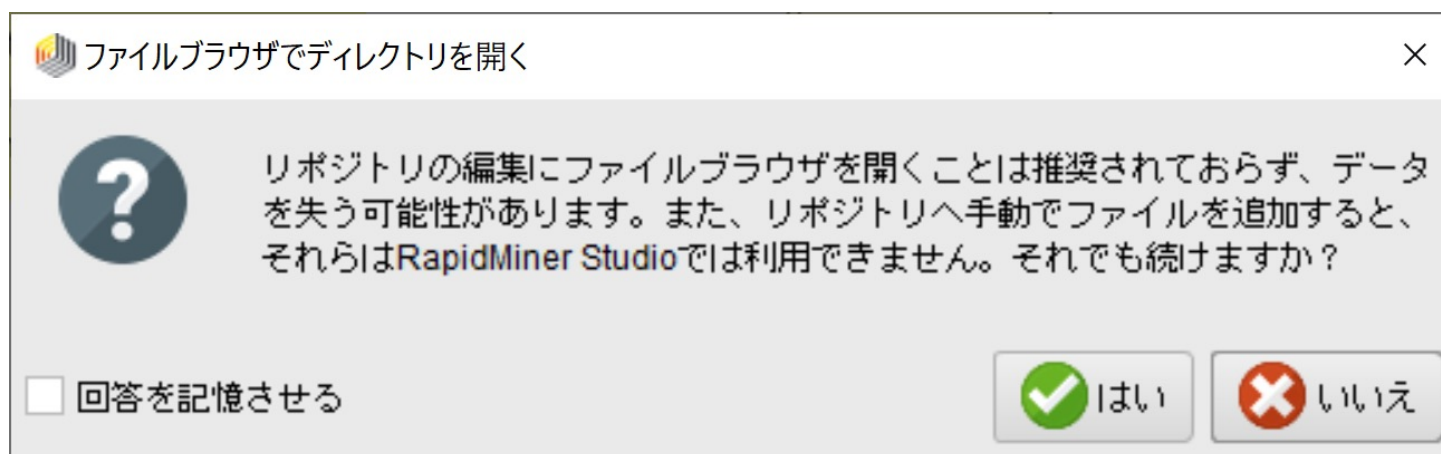 ファイルブラウザでディレクトリを開く
リポジトリの編集にファイルブラウザを開くことは推奨されておらず、データ
を失う可能性があります。また、リポジトリへ手動でファイルを追加すると、
それらはRapidMiner Studioでは利用できません。それでも続けますか？
回答を記憶させる
はい
いいえ